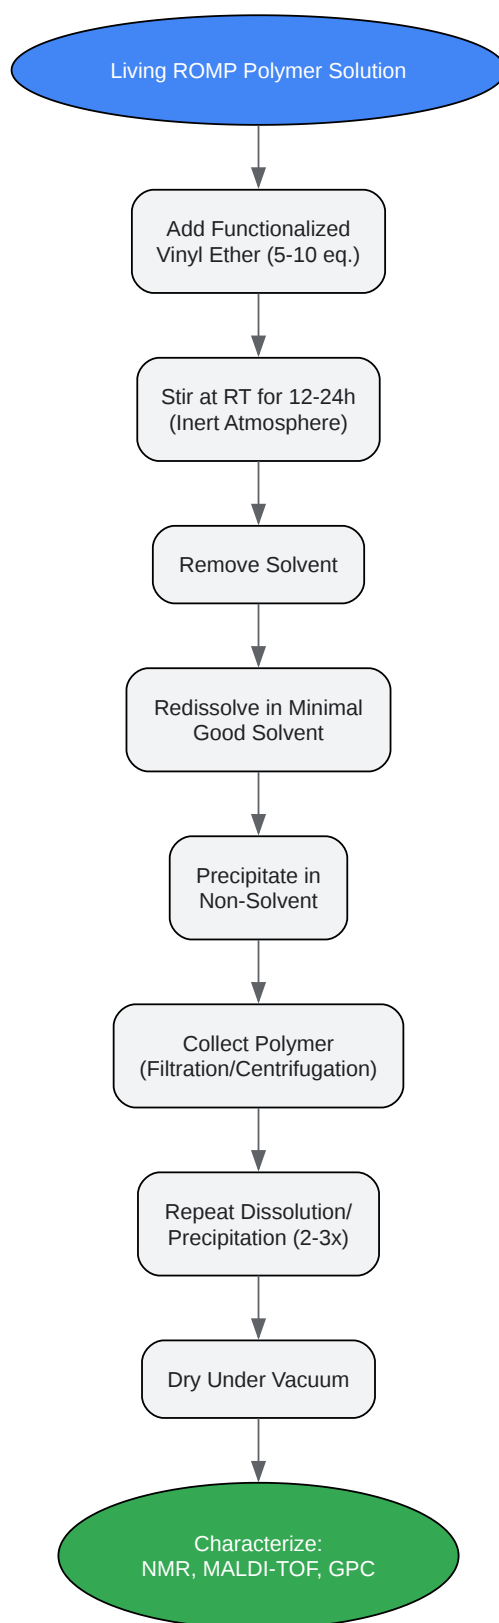 Living ROMP Polymer Solution
Add Functionalized
Vinyl Ether (5-10 eq.)
Stir at RT for 12-24h
(Inert Atmosphere)
Remove Solvent
Redissolve in Minimal
Good Solvent
Precipitate in
Non-Solvent
Collect Polymer
(Filtration/Centrifugation)
Repeat Dissolution/
Precipitation (2-3x)
Dry Under Vacuum
Characterize:
NMR, MALDI-TOF, GPC